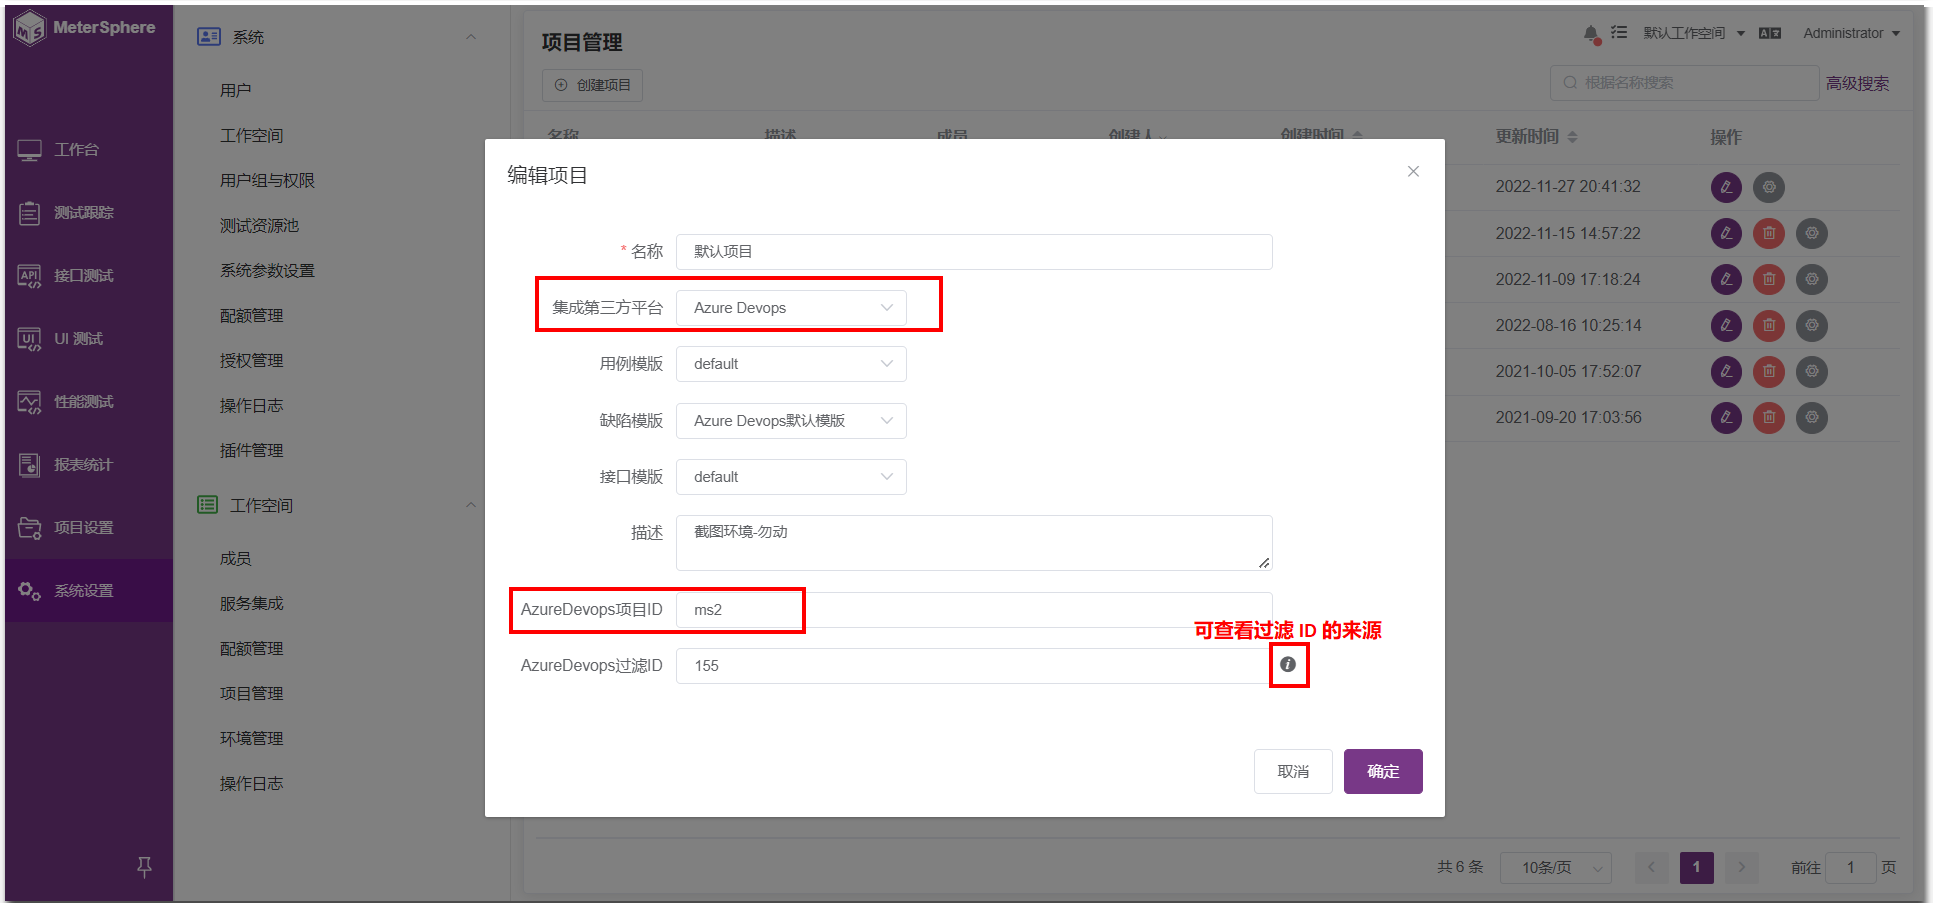 MeterSphere
工作台
测试跟踪
接口测试
UI 测试
性能测试
报表统计
项目设置
系统设置
系统
用户
工作空间
用户组与权限
测试资源池
系统参数设置
配额管理
授权管理
操作日志
插件管理
工作空间
成员
服务集成
配额管理
项目管理
环境管理
操作日志
项目管理
默认工作空间
Administrator
创建项目
根据名称搜索
高级搜索
名称 描述 成员 创建人 创建时间 更新时间 操作
2022-11-27 20:41:32
2022-11-15 14:57:22
2022-11-09 17:18:24
2022-08-16 10:25:14
2021-10-05 17:52:07
2021-09-20 17:03:56
编辑项目
* 名称 默认项目
集成第三方平台 Azure Devops
用例模版 default
缺陷模版 Azure Devops默认模版
接口模版 default
描述 截图环境-勿动
AzureDevops项目ID ms2
可查看过滤 ID 的来源
AzureDevops过滤ID 155
取消 确定
共 6 条 10条/页 1 前往 1 页